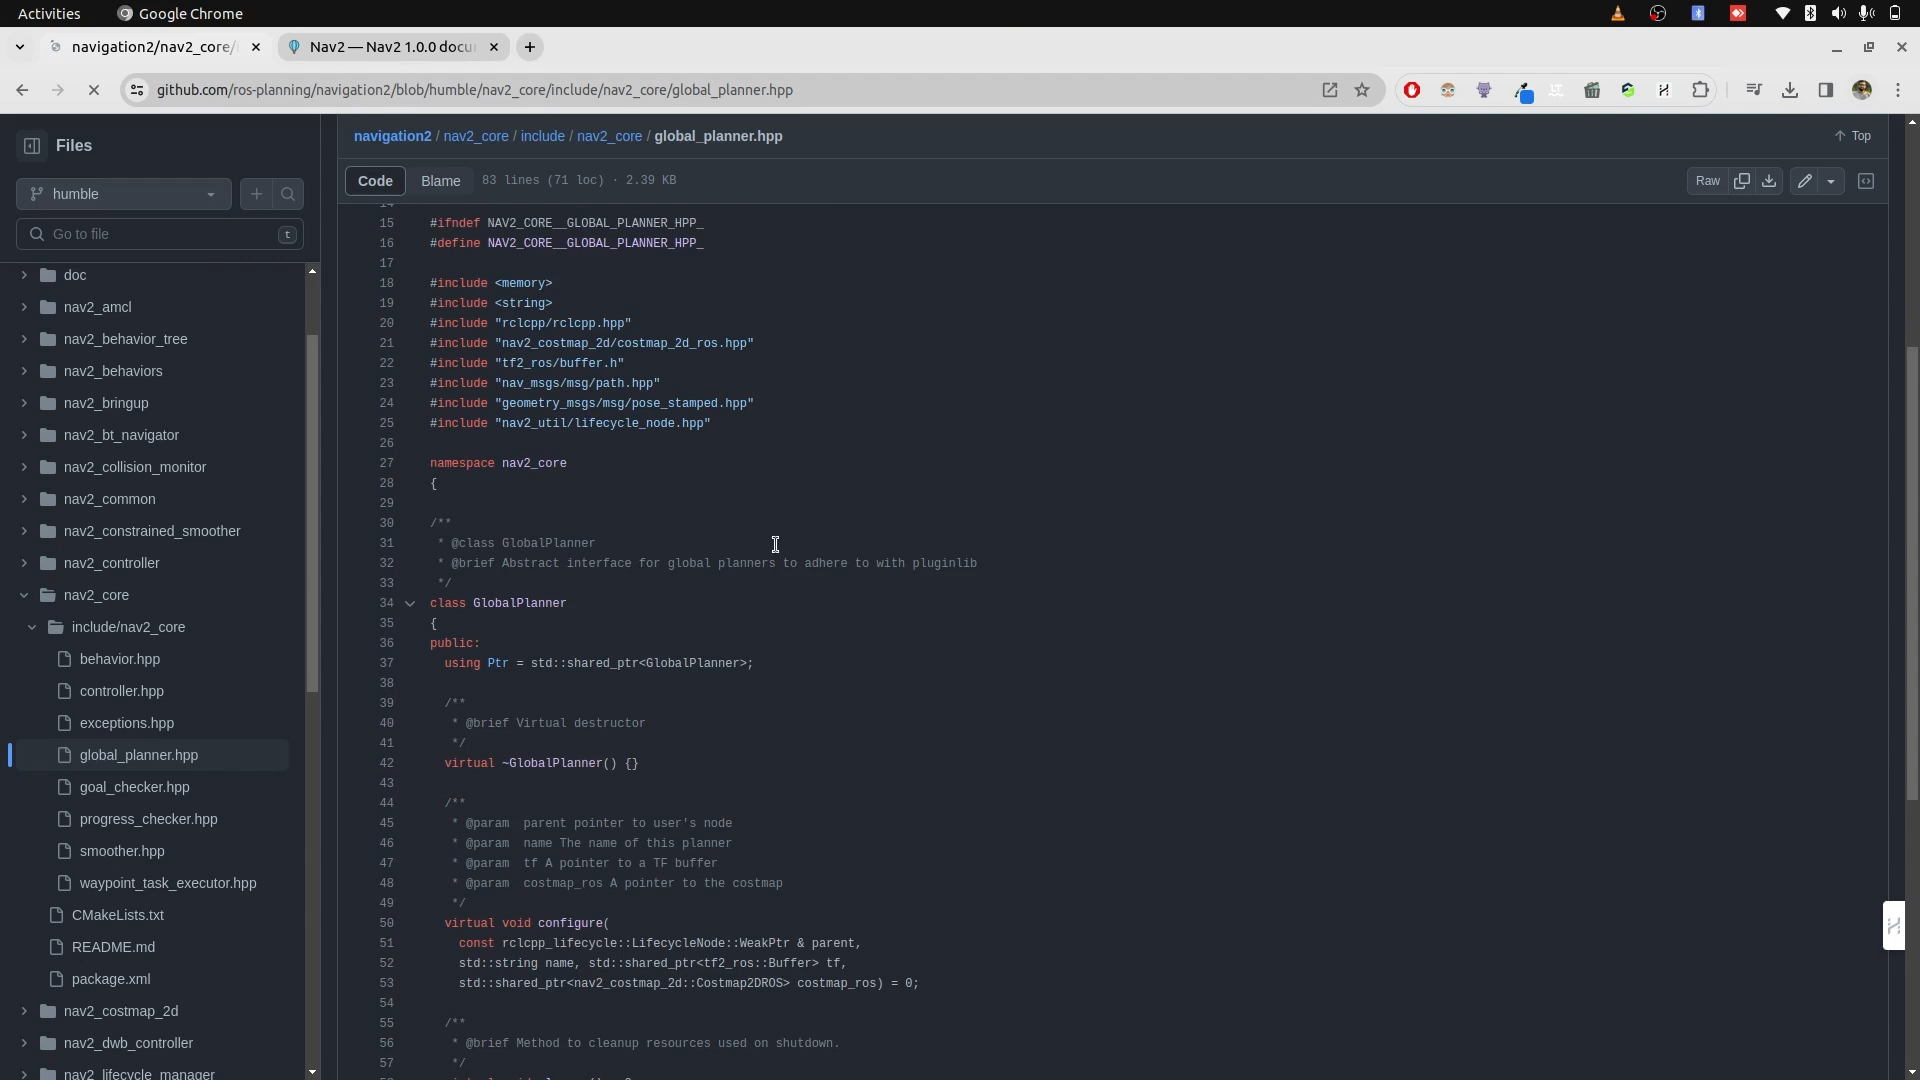 Activities
Google Chrome
navigation2/nav2_core/
Nav2 — Nav2 1.0.0 docu
github.com/ros-planning/navigation2/blob/humble/nav2_core/include/nav2_core/global_planner.hpp
Files
humble
Go to file
t
doc
nav2_amcl
nav2_behavior_tree
nav2_behaviors
nav2_bringup
nav2_bt_navigator
nav2_collision_monitor
nav2_common
nav2_constrained_smoother
nav2_controller
nav2_core
include/nav2_core
behavior.hpp
controller.hpp
exceptions.hpp
global_planner.hpp
goal_checker.hpp
progress_checker.hpp
smoother.hpp
waypoint_task_executor.hpp
CMakeLists.txt
README.md
package.xml
nav2_costmap_2d
nav2_dwb_controller
nav2_lifecycle_manager
navigation2 / nav2_core / include / nav2_core / global_planner.hpp
Top
Code
Blame
83 lines (71 loc) · 2.39 KB
Raw
14
15 #ifndef NAV2_CORE__GLOBAL_PLANNER_HPP_
16 #define NAV2_CORE__GLOBAL_PLANNER_HPP_
17
18 #include <memory>
19 #include <string>
20 #include "rclcpp/rclcpp.hpp"
21 #include "nav2_costmap_2d/costmap_2d_ros.hpp"
22 #include "tf2_ros/buffer.h"
23 #include "nav_msgs/msg/path.hpp"
24 #include "geometry_msgs/msg/pose_stamped.hpp"
25 #include "nav2_util/lifecycle_node.hpp"
26
27 namespace nav2_core
28 {
29
30 /**
31 * @class GlobalPlanner
32 * @brief Abstract interface for global planners to adhere to with pluginlib
33 */
34 class GlobalPlanner
35 {
36 public:
37 using Ptr = std::shared_ptr<GlobalPlanner>;
38
39 /**
40 * @brief Virtual destructor
41 */
42 virtual ~GlobalPlanner() {}
43
44 /**
45 * @param  parent pointer to user's node
46 * @param  name The name of this planner
47 * @param  tf A pointer to a TF buffer
48 * @param  costmap_ros A pointer to the costmap
49 */
50 virtual void configure(
51 const rclcpp_lifecycle::LifecycleNode::WeakPtr & parent,
52 std::string name, std::shared_ptr<tf2_ros::Buffer> tf,
53 std::shared_ptr<nav2_costmap_2d::Costmap2DROS> costmap_ros) = 0;
54
55 /**
56 * @brief Method to cleanup resources used on shutdown.
57 */